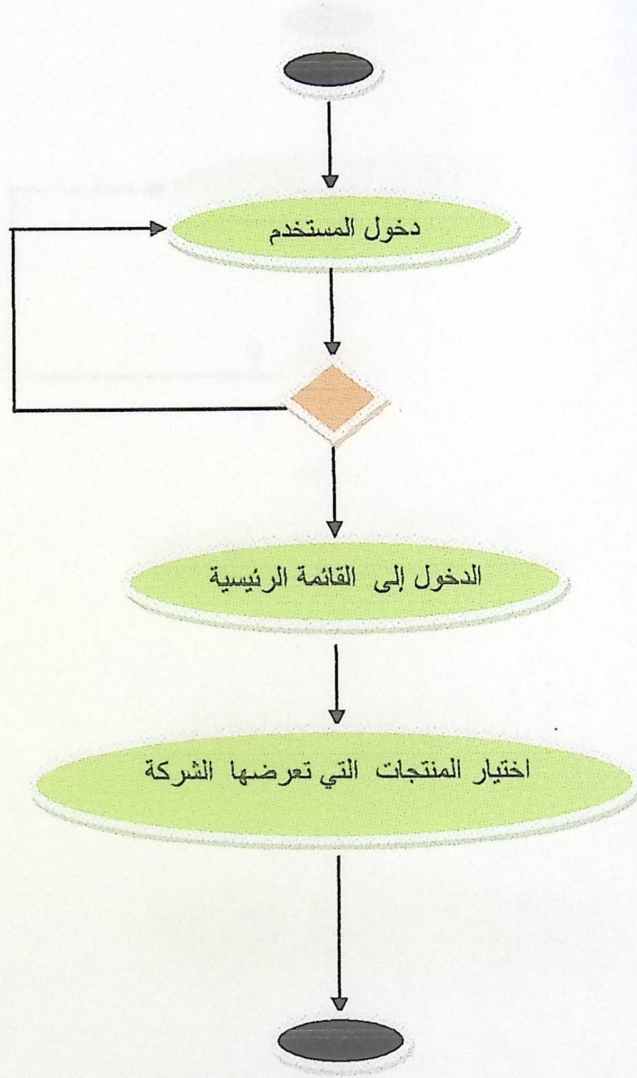 دخول المستخدم
الدخول إلى القائمة الرئيسية
اختيار المنتجات التي تعرضها الشركة